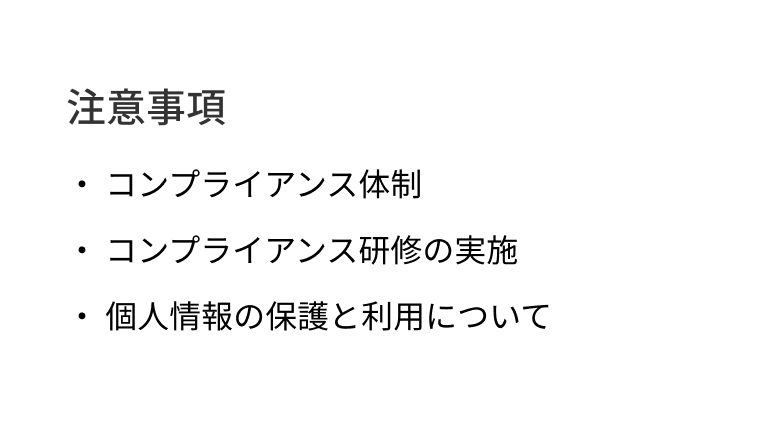 注意事項
・ コンプライアンス体制
・ コンプライアンス研修の実施
・ 個人情報の保護と利用について